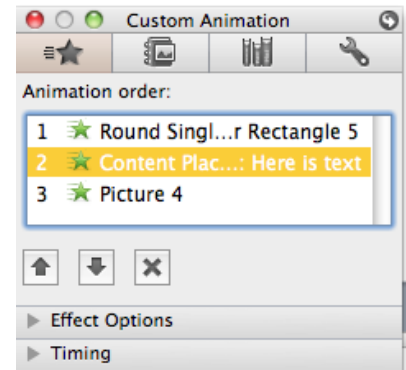 Custom Animation
Animation order:
1 Round Singl...r Rectangle 5
2 Content Plac...: Here is text
3 Picture 4
Effect Options
Timing